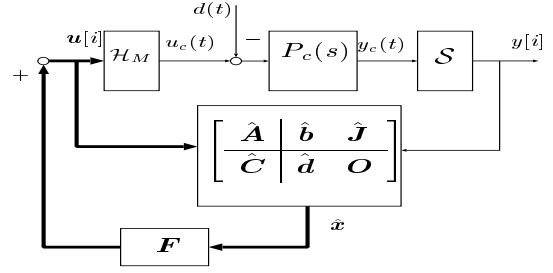 d(t)
u[i] u_c(t) − y_c(t) y[i]
H_M P_c(s) S
+
Â b̂ Ĵ
Ĉ d̂ O
x̂
F